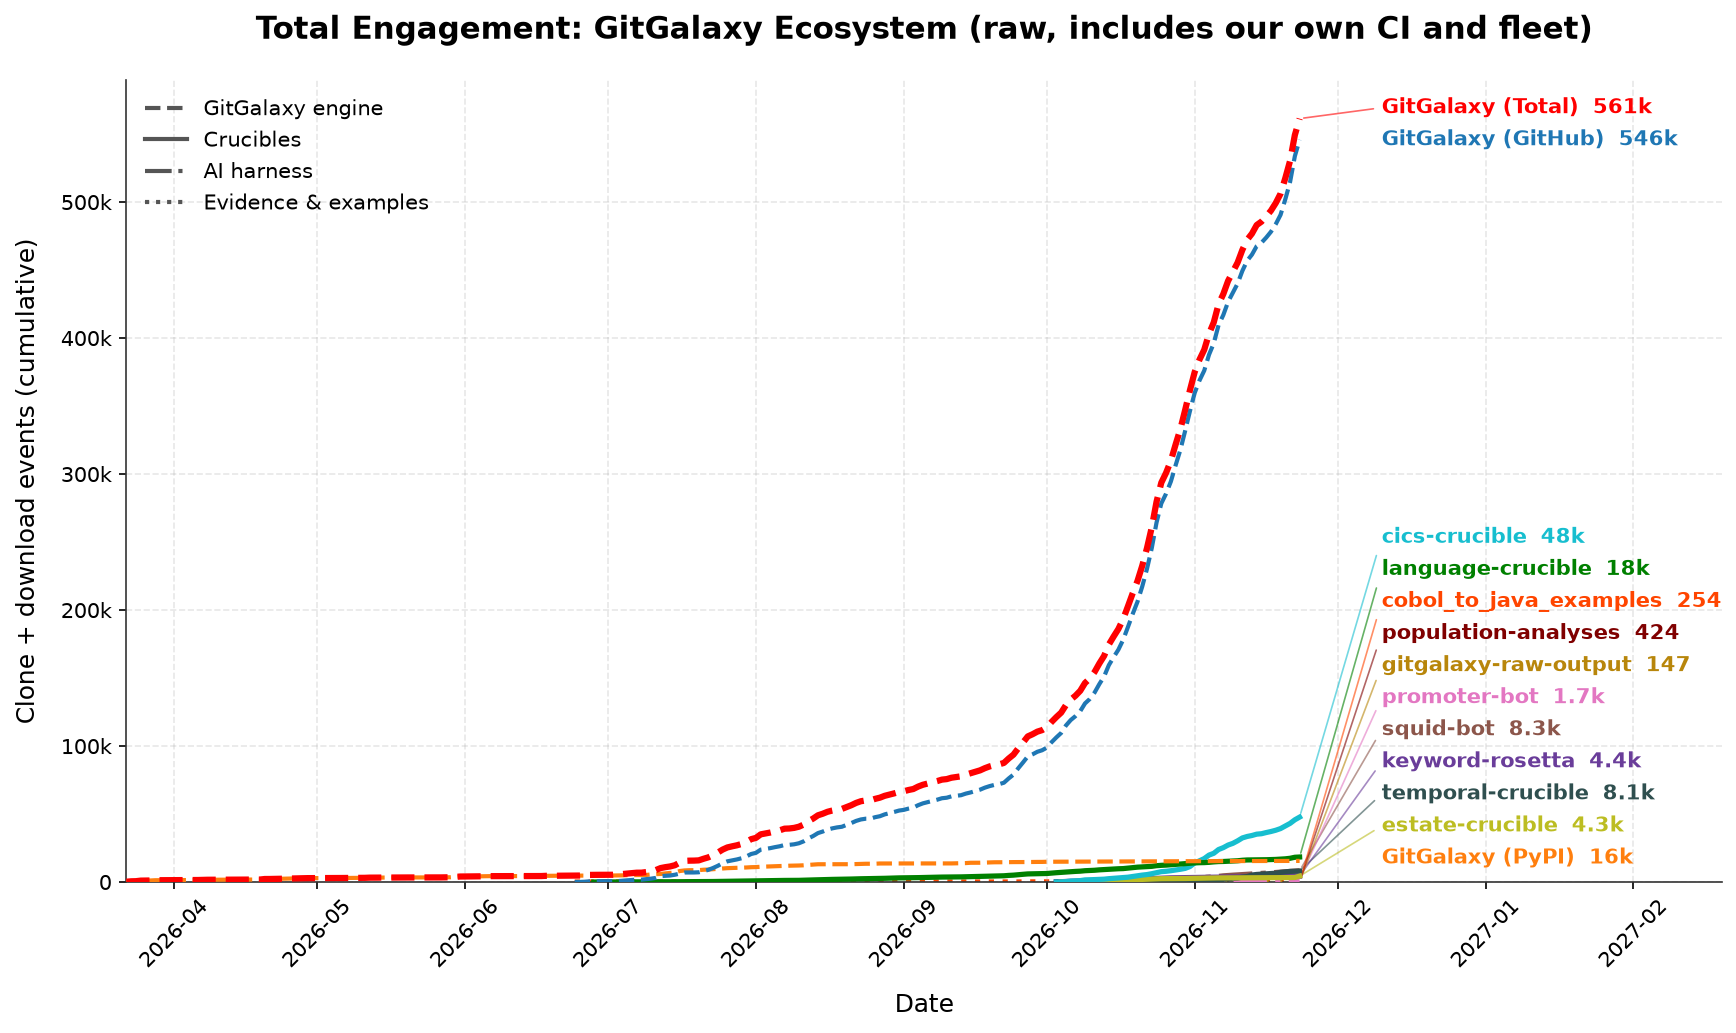 Total Engagement: GitGalaxy Ecosystem (raw, includes our own CI and fleet)
GitGalaxy engine
Crucibles
AI harness
Evidence & examples
GitGalaxy (Total) 561k
GitGalaxy (GitHub) 546k
cics-crucible 48k
language-crucible 18k
cobol_to_java_examples 254
population-analyses 424
gitgalaxy-raw-output 147
promoter-bot 1.7k
squid-bot 8.3k
keyword-rosetta 4.4k
temporal-crucible 8.1k
estate-crucible 4.3k
GitGalaxy (PyPI) 16k
Clone + download events (cumulative)
500k
400k
300k
200k
100k
0
2026-04
2026-05
2026-06
2026-07
2026-08
2026-09
2026-10
2026-11
2026-12
2027-01
2027-02
Date